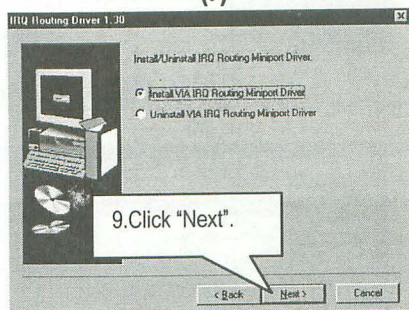 IRQ Routing Driver 1.30
Install/Uninstall IRQ Routing Miniport Driver.
Install VIA IRQ Routing Miniport Driver
Uninstall VIA IRQ Routing Miniport Driver
9.Click “Next”.
< Back
Next >
Cancel